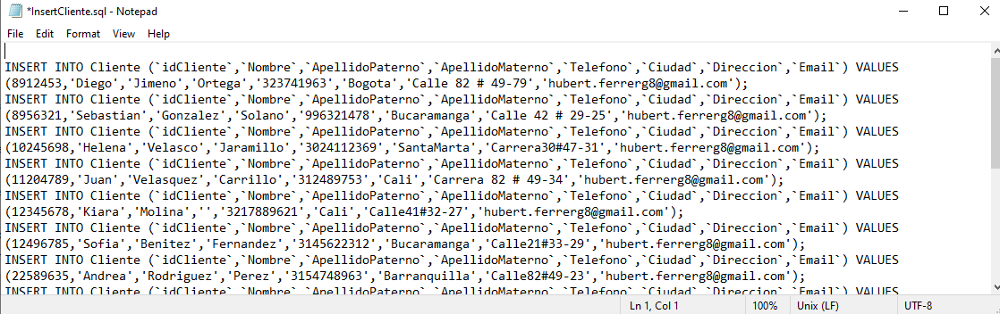 *InsertCliente.sql - Notepad
File Edit Format View Help
INSERT INTO Cliente (`idCliente`,`Nombre`,`ApellidoPaterno`,`ApellidoMaterno`,`Telefono`,`Ciudad`,`Direccion`,`Email`) VALUES
(8912453,'Diego','Jimeno','Ortega','323741963','Bogota','Calle 82 # 49-79','hubert.ferrerg8@gmail.com');
INSERT INTO Cliente (`idCliente`,`Nombre`,`ApellidoPaterno`,`ApellidoMaterno`,`Telefono`,`Ciudad`,`Direccion`,`Email`) VALUES
(8956321,'Sebastian','Gonzalez','Solano','996321478','Bucaramanga','Calle 42 # 29-25','hubert.ferrerg8@gmail.com');
INSERT INTO Cliente (`idCliente`,`Nombre`,`ApellidoPaterno`,`ApellidoMaterno`,`Telefono`,`Ciudad`,`Direccion`,`Email`) VALUES
(10245698,'Helena','Velasco','Jaramillo','3024112369','SantaMarta','Carrera30#47-31','hubert.ferrerg8@gmail.com');
INSERT INTO Cliente (`idCliente`,`Nombre`,`ApellidoPaterno`,`ApellidoMaterno`,`Telefono`,`Ciudad`,`Direccion`,`Email`) VALUES
(11204789,'Juan','Velasquez','Carrillo','312489753','Cali','Carrera 82 # 49-34','hubert.ferrerg8@gmail.com');
INSERT INTO Cliente (`idCliente`,`Nombre`,`ApellidoPaterno`,`ApellidoMaterno`,`Telefono`,`Ciudad`,`Direccion`,`Email`) VALUES
(12345678,'Kiara','Molina','','3217889621','Cali','Calle41#32-27','hubert.ferrerg8@gmail.com');
INSERT INTO Cliente (`idCliente`,`Nombre`,`ApellidoPaterno`,`ApellidoMaterno`,`Telefono`,`Ciudad`,`Direccion`,`Email`) VALUES
(12496785,'Sofia','Benitez','Fernandez','3145622312','Bucaramanga','Calle21#33-29','hubert.ferrerg8@gmail.com');
INSERT INTO Cliente (`idCliente`,`Nombre`,`ApellidoPaterno`,`ApellidoMaterno`,`Telefono`,`Ciudad`,`Direccion`,`Email`) VALUES
(22589635,'Andrea','Rodriguez','Perez','3154748963','Barranquilla','Calle82#49-23','hubert.ferrerg8@gmail.com');
INSERT INTO Cliente (`idCliente`,`Nombre`,`ApellidoPaterno`,`ApellidoMaterno`,`Telefono`,`Ciudad`,`Direccion`,`Email`) VALUES
Ln 1, Col 1 100% Unix (LF) UTF-8